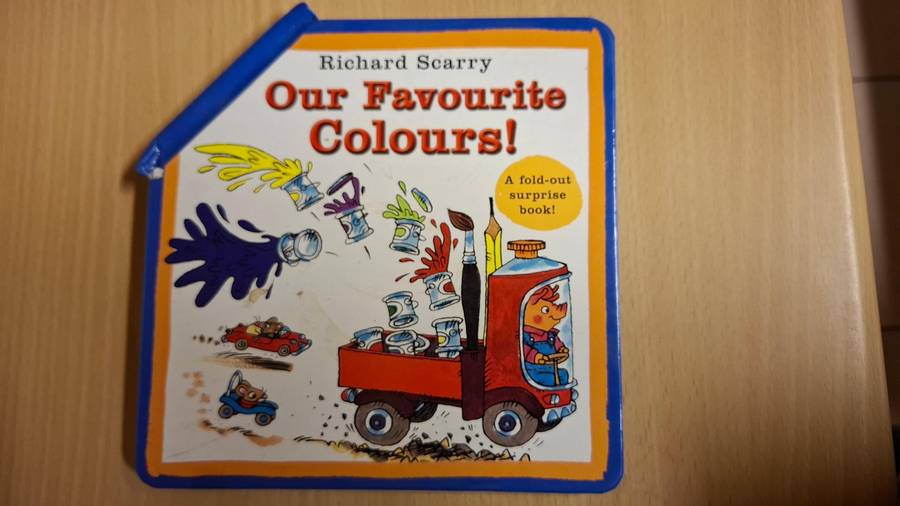 Richard Scarry
Our Favourite
Colours!
A fold-out
surprise
book!